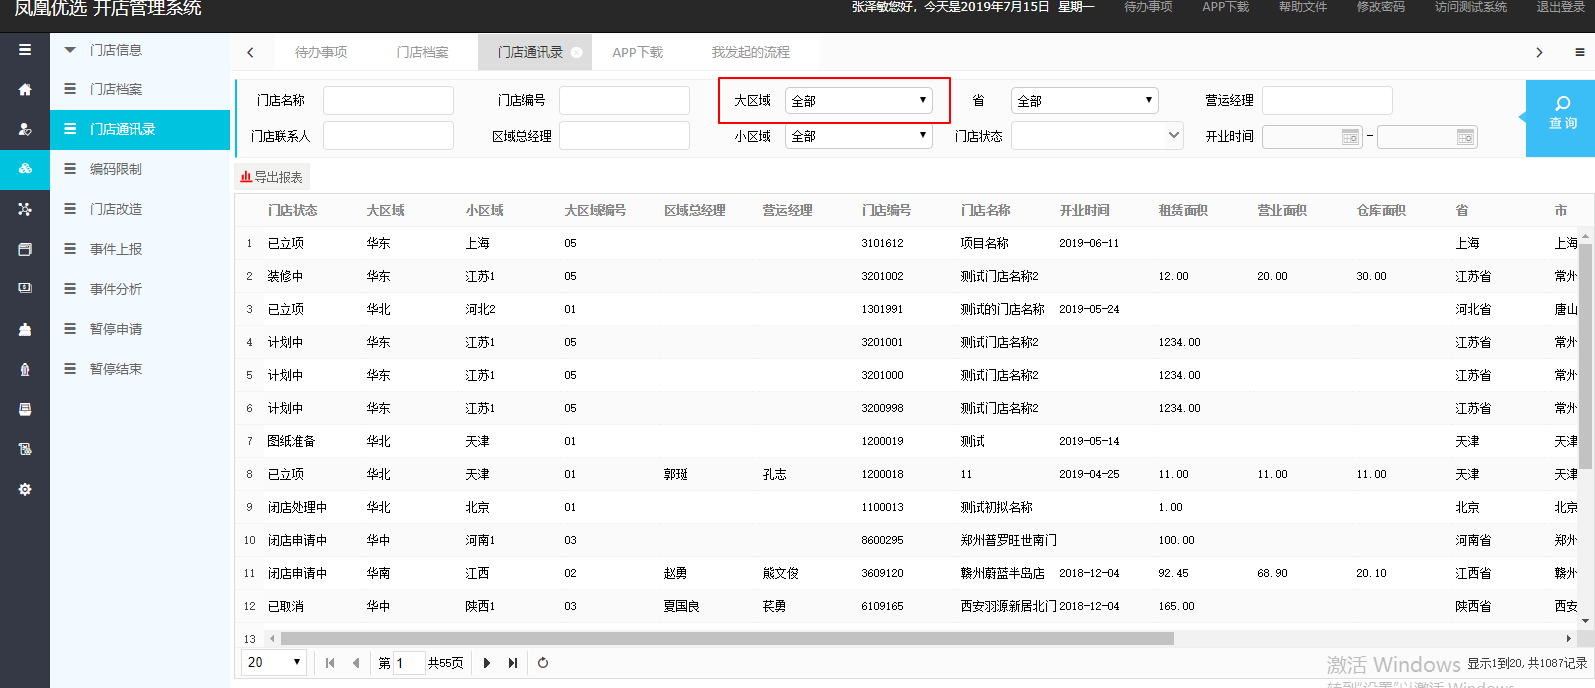 凤凰优选 开店管理系统
张泽敏您好，今天是2019年7月15日 星期一 待办事项 APP下载 帮助文件 修改密码 访问测试系统 退出登录
门店信息
门店档案
门店通讯录
编码限制
门店改造
事件上报
事件分析
暂停申请
暂停结束
待办事项 门店档案 门店通讯录 APP下载 我发起的流程
门店名称 门店编号 大区域 全部 省 全部 营运经理
门店联系人 区域总经理 小区域 全部 门店状态 开业时间 -
查询
导出报表
门店状态 大区域 小区域 大区域编号 区域总经理 营运经理 门店编号 门店名称 开业时间 租赁面积 营业面积 仓库面积 省 市
1 已立项 华东 上海 05 3101612 项目名称 2019-06-11 上海 上海
2 装修中 华东 江苏1 05 3201002 测试门店名称2 12.00 20.00 30.00 江苏省 常州
3 已立项 华北 河北2 01 1301991 测试的门店名称 2019-05-24 河北省 唐山
4 计划中 华东 江苏1 05 3201001 测试门店名称2 1234.00 江苏省 常州
5 计划中 华东 江苏1 05 3201000 测试门店名称2 1234.00 江苏省 常州
6 计划中 华东 江苏1 05 3200998 测试门店名称2 1234.00 江苏省 常州
7 图纸准备 华北 天津 01 1200019 测试 2019-05-14 天津 天津
8 已立项 华北 天津 01 郭珽 孔志 1200018 11 2019-04-25 11.00 11.00 11.00 天津 天津
9 闭店处理中 华北 北京 01 1100013 测试初拟名称 1.00 北京 北京
10 闭店申请中 华中 河南1 03 8600295 郑州普罗旺世南门 100.00 河南省 郑州
11 闭店申请中 华南 江西 02 赵勇 熊文俊 3609120 赣州蔚蓝半岛店 2018-12-04 92.45 68.90 20.10 江西省 赣州
12 已取消 华中 陕西1 03 夏国良 苌勇 6109165 西安羽源新居北门 2018-12-04 165.00 陕西省 西安
13
20 第 1 共55页 显示1到20,共1087记录
激活 Windows
转到"设置"以激活 Windows